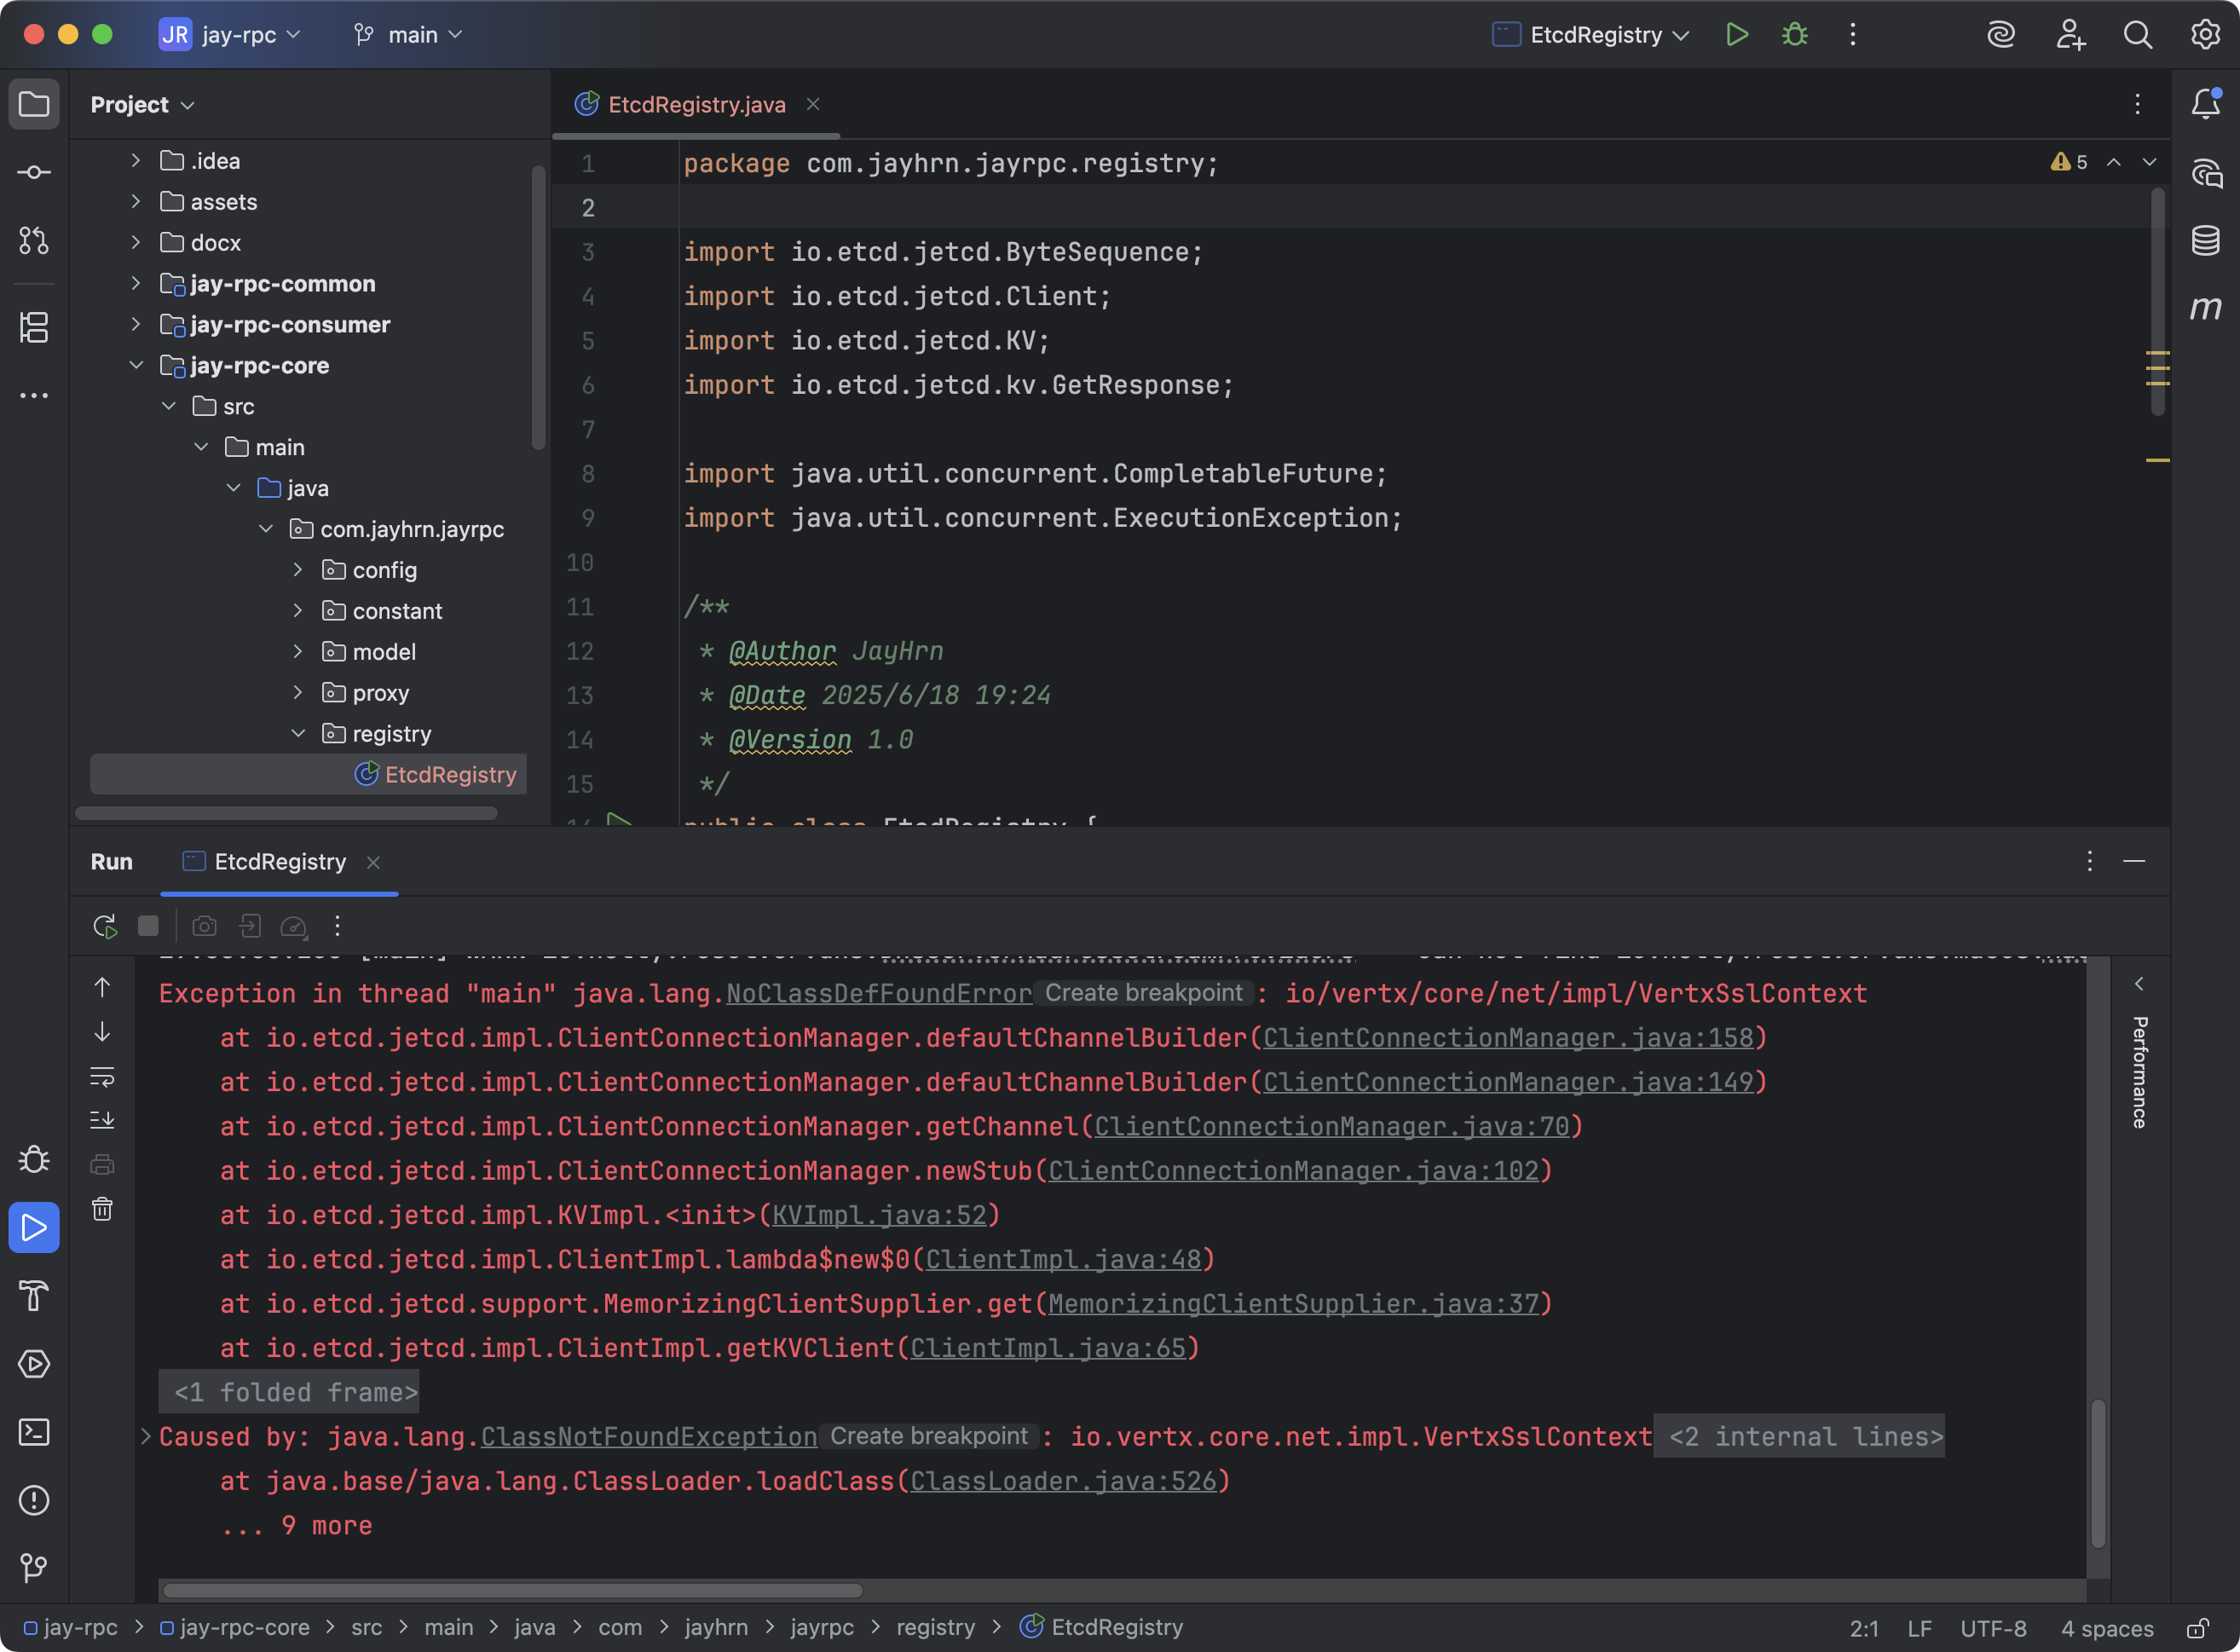 JR jay-rpc main EtcdRegistry
Project EtcdRegistry.java
.idea
assets
docx
jay-rpc-common
jay-rpc-consumer
jay-rpc-core
src
main
java
com.jayhrn.jayrpc
config
constant
model
proxy
registry
EtcdRegistry
5
1 package com.jayhrn.jayrpc.registry;
2
3 import io.etcd.jetcd.ByteSequence;
4 import io.etcd.jetcd.Client;
5 import io.etcd.jetcd.KV;
6 import io.etcd.jetcd.kv.GetResponse;
7
8 import java.util.concurrent.CompletableFuture;
9 import java.util.concurrent.ExecutionException;
10
11 /**
12 * @Author JayHrn
13 * @Date 2025/6/18 19:24
14 * @Version 1.0
15 */
16 public class EtcdRegistry {
Run EtcdRegistry
Exception in thread "main" java.lang.NoClassDefFoundError Create breakpoint : io/vertx/core/net/impl/VertxSslContext
at io.etcd.jetcd.impl.ClientConnectionManager.defaultChannelBuilder(ClientConnectionManager.java:158)
at io.etcd.jetcd.impl.ClientConnectionManager.defaultChannelBuilder(ClientConnectionManager.java:149)
at io.etcd.jetcd.impl.ClientConnectionManager.getChannel(ClientConnectionManager.java:70)
at io.etcd.jetcd.impl.ClientConnectionManager.newStub(ClientConnectionManager.java:102)
at io.etcd.jetcd.impl.KVImpl.<init>(KVImpl.java:52)
at io.etcd.jetcd.impl.ClientImpl.lambda$new$0(ClientImpl.java:48)
at io.etcd.jetcd.support.MemorizingClientSupplier.get(MemorizingClientSupplier.java:37)
at io.etcd.jetcd.impl.ClientImpl.getKVClient(ClientImpl.java:65)
<1 folded frame>
Caused by: java.lang.ClassNotFoundException Create breakpoint : io.vertx.core.net.impl.VertxSslContext <2 internal lines>
at java.base/java.lang.ClassLoader.loadClass(ClassLoader.java:526)
... 9 more
Performance
jay-rpc > jay-rpc-core > src > main > java > com > jayhrn > jayrpc > registry > EtcdRegistry 2:1 LF UTF-8 4 spaces